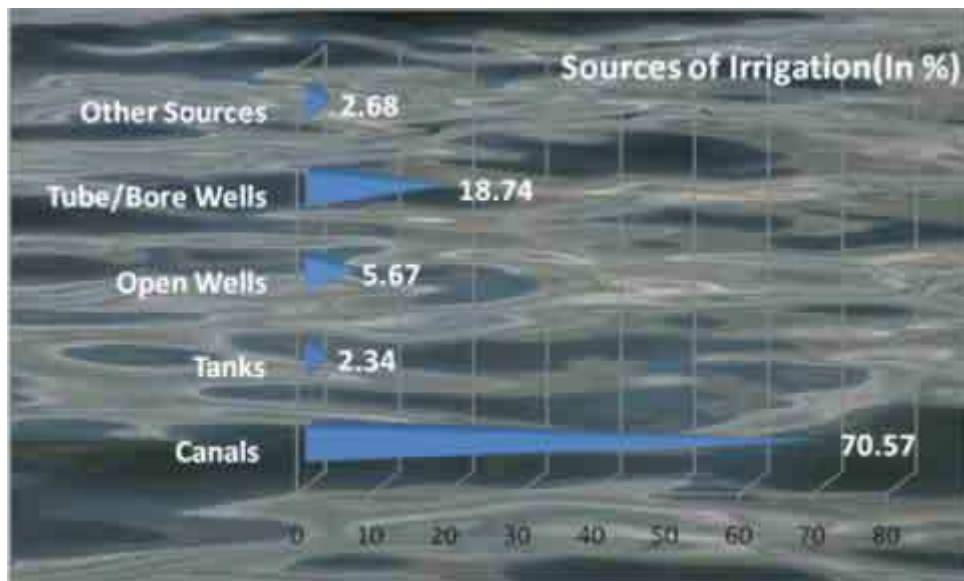 Sources of Irrigation(In %)
Other Sources 2.68
Tube/Bore Wells 18.74
Open Wells 5.67
Tanks 2.34
Canals 70.57
0 10 20 30 40 50 60 70 80